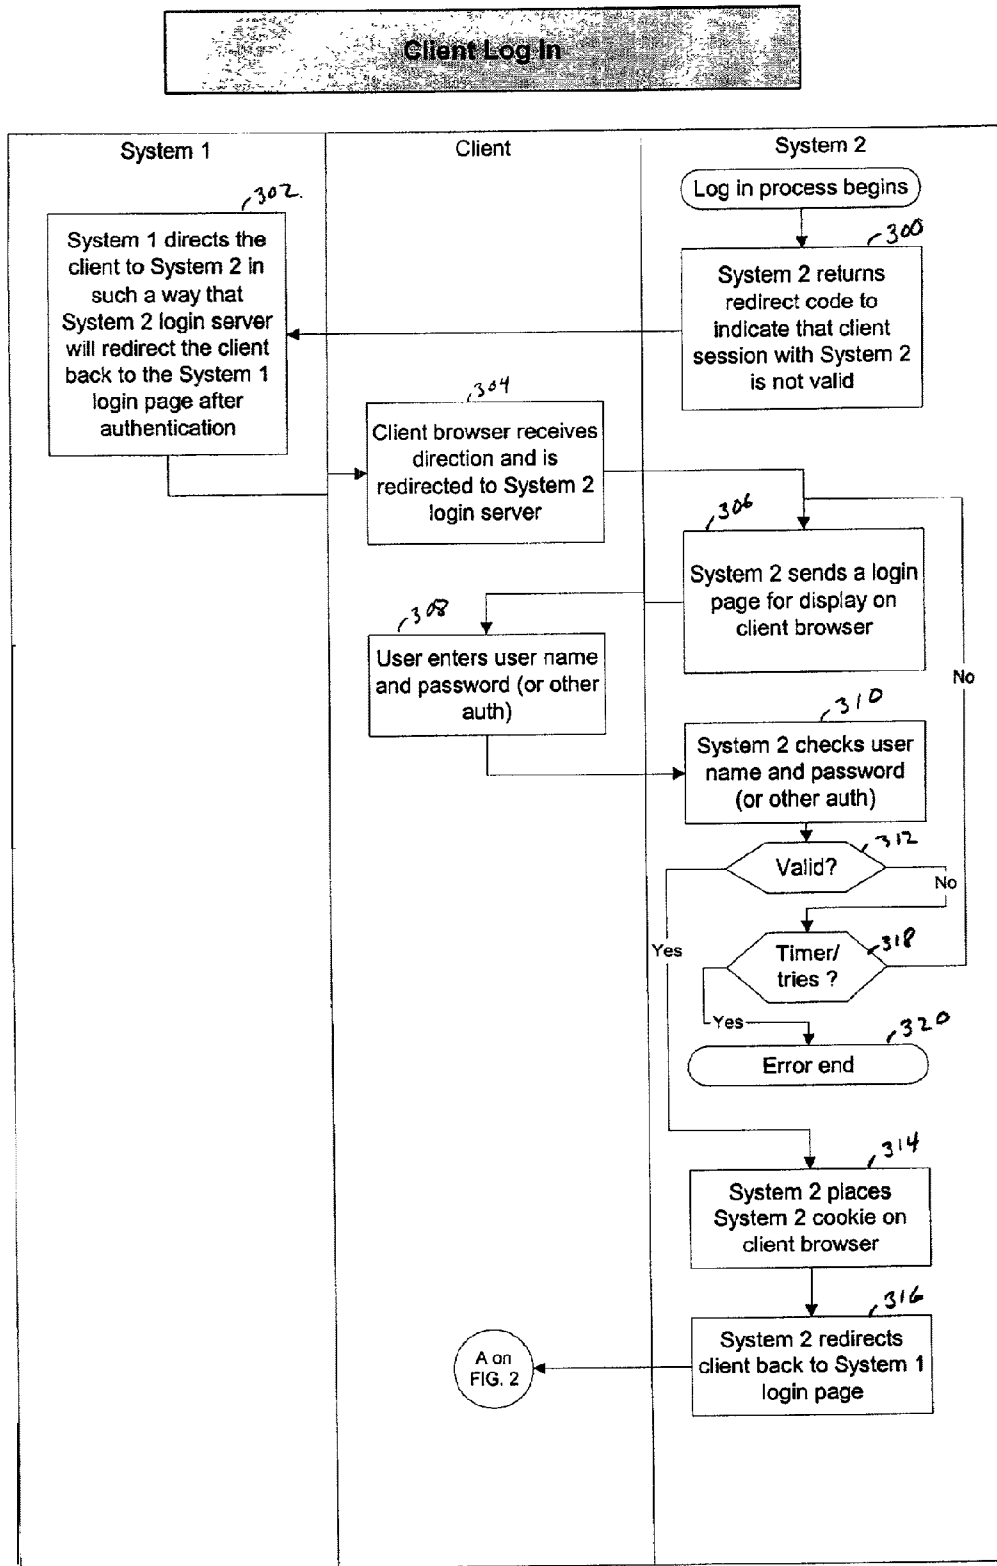 Client Log In
System 1
Client
System 2
Log in process begins
302.
System 1 directs the
client to System 2 in
such a way that
System 2 login server
will redirect the client
back to the System 1
login page after
authentication
300
System 2 returns
redirect code to
indicate that client
session with System 2
is not valid
304
Client browser receives
direction and is
redirected to System 2
login server
306
System 2 sends a login
page for display on
client browser
308
User enters user name
and password (or other
auth)
No
310
System 2 checks user
name and password
(or other auth)
312
Valid?
No
Yes
318
Timer/
tries ?
Yes
320
Error end
314
System 2 places
System 2 cookie on
client browser
316
System 2 redirects
client back to System 1
login page
A on
FIG. 2